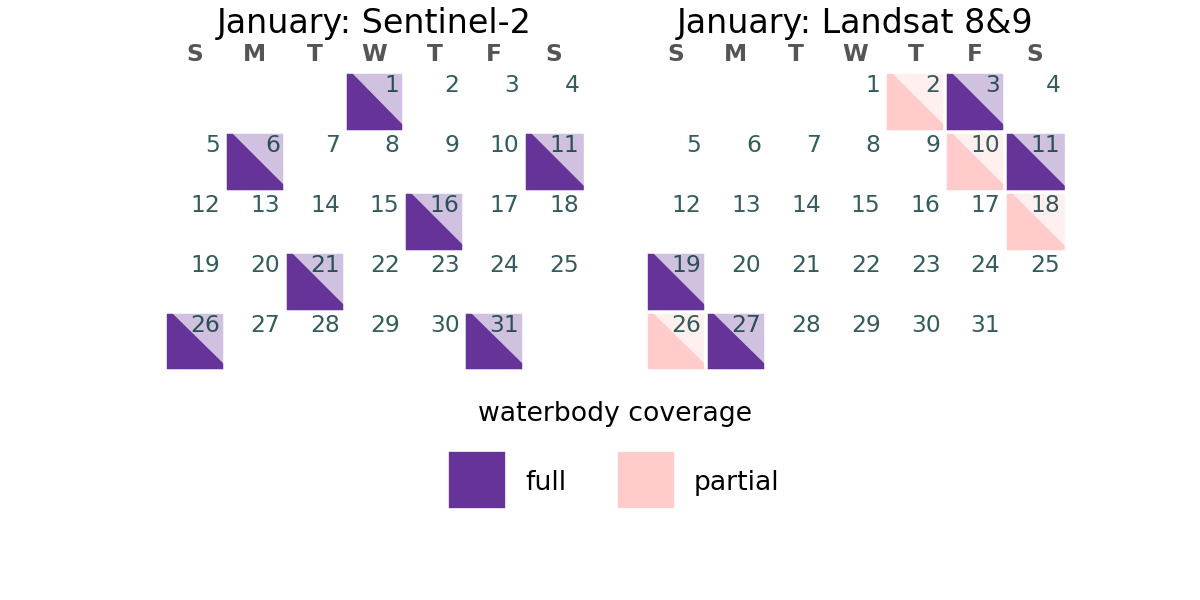 January: Sentinel-2
S M T W T F S
1 2 3 4
5 6 7 8 9 10 11
12 13 14 15 16 17 18
19 20 21 22 23 24 25
26 27 28 29 30 31
January: Landsat 8&9
S M T W T F S
1 2 3 4
5 6 7 8 9 10 11
12 13 14 15 16 17 18
19 20 21 22 23 24 25
26 27 28 29 30 31
waterbody coverage
full
partial